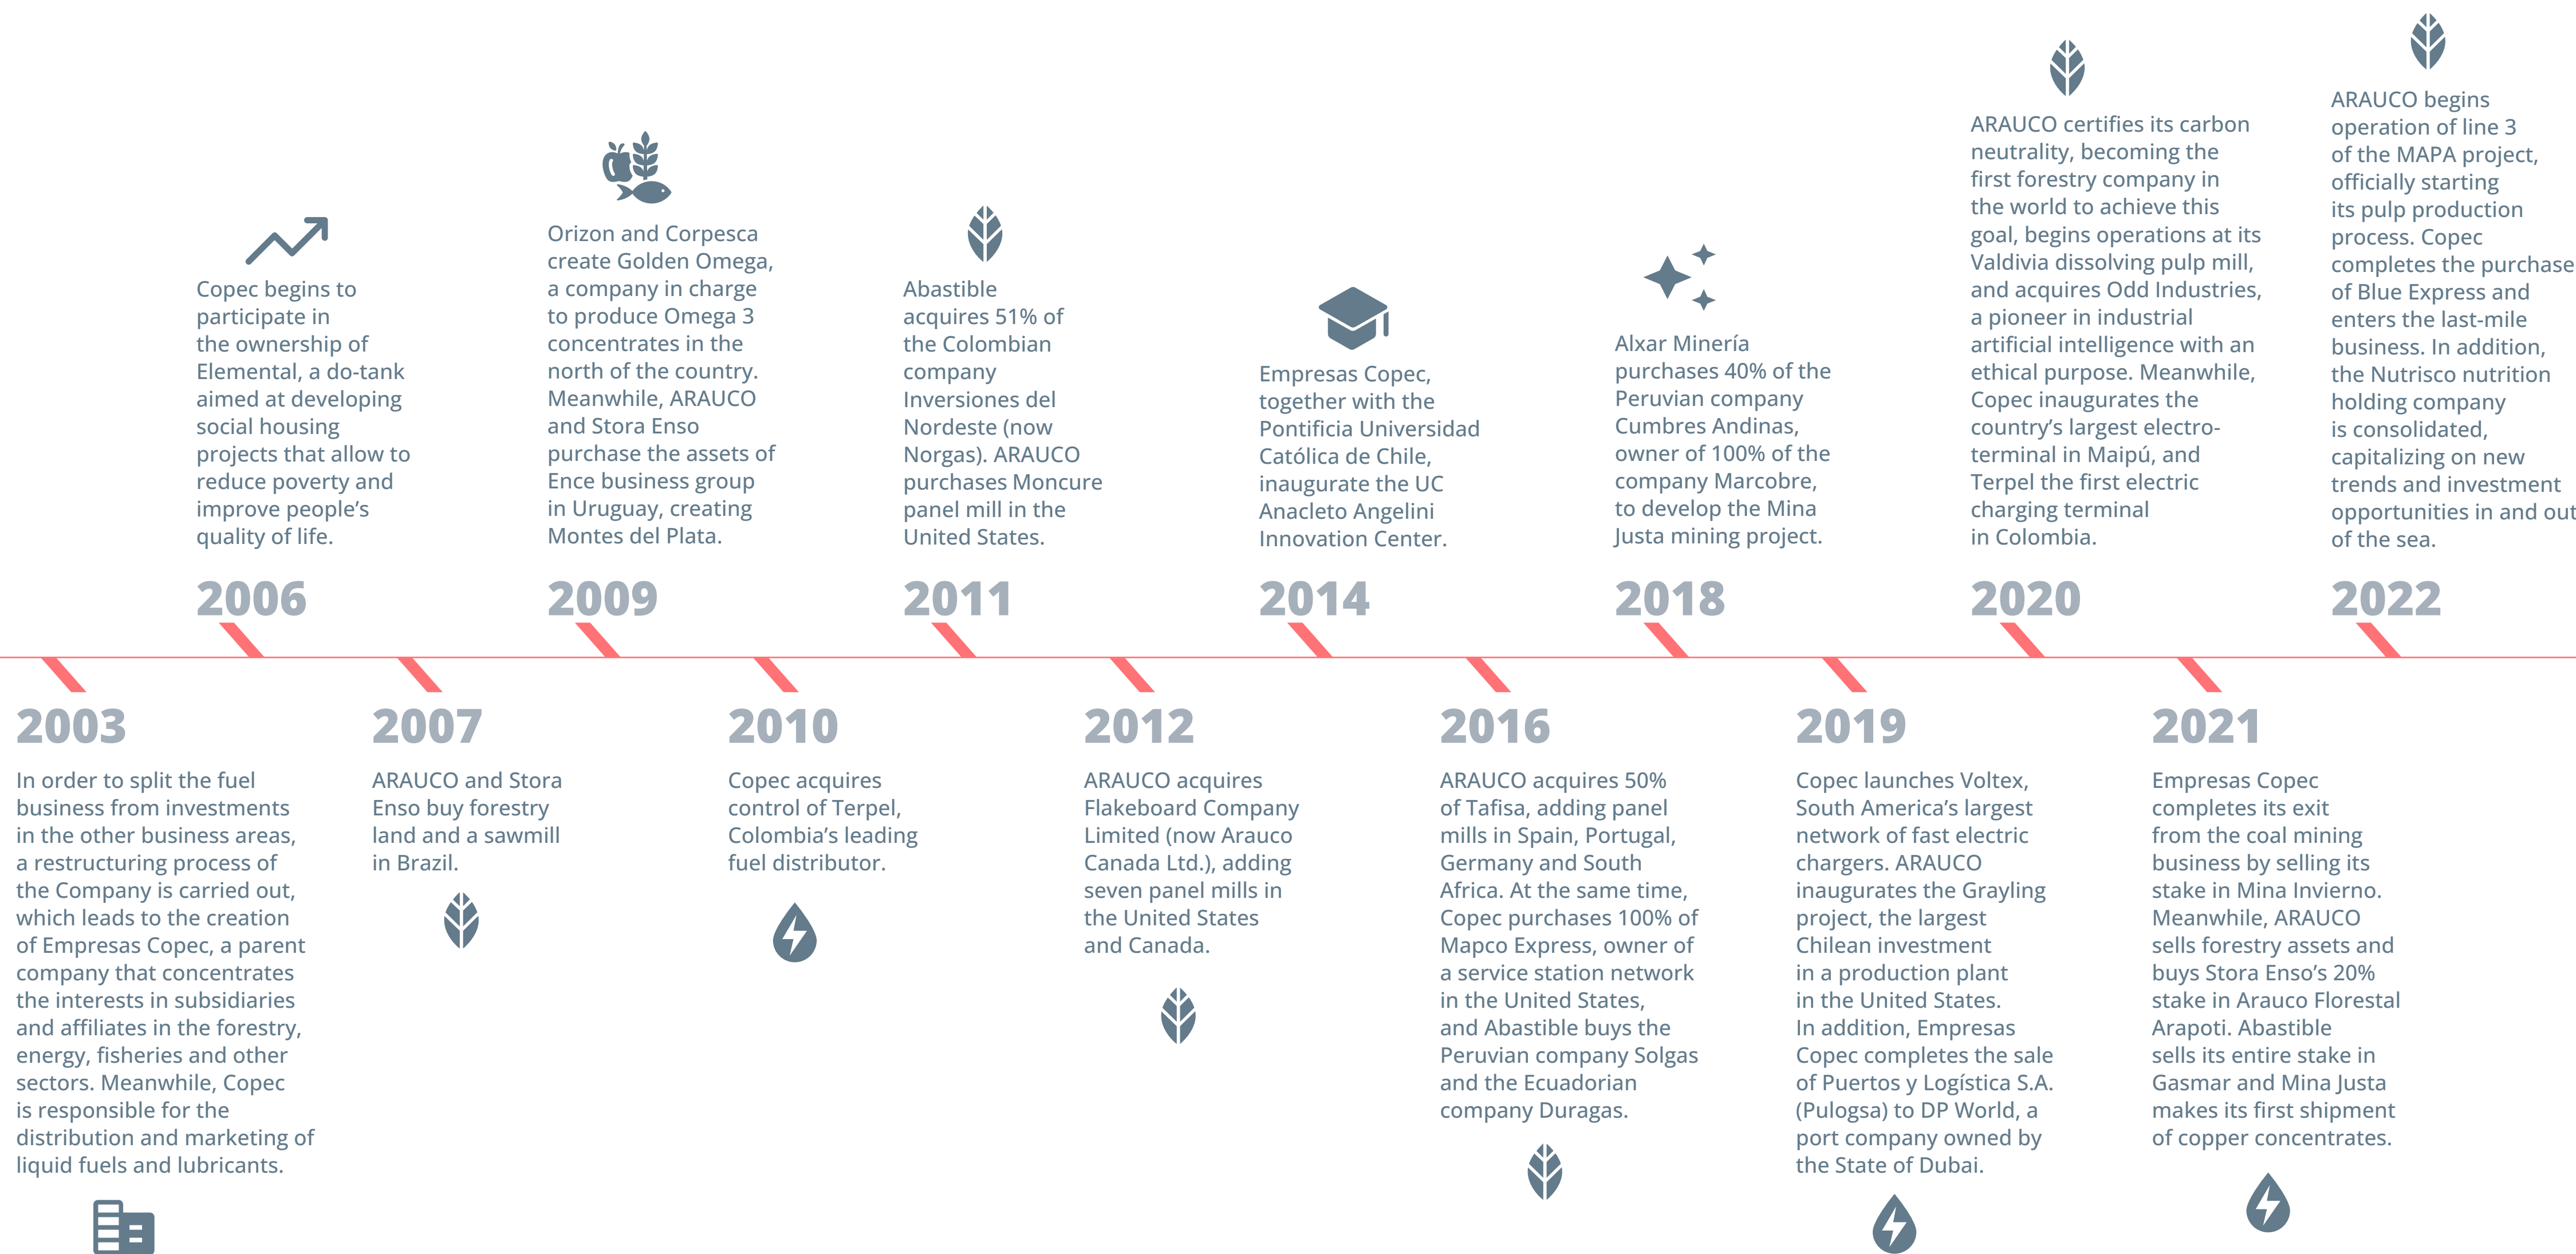 Copec begins to
participate in
the ownership of
Elemental, a do-tank
aimed at developing
social housing
projects that allow to
reduce poverty and
improve people's
quality of life.
2006
Orizon and Corpesca
create Golden Omega,
a company in charge
to produce Omega 3
concentrates in the
north of the country.
Meanwhile, ARAUCO
and Stora Enso
purchase the assets of
Ence business group
in Uruguay, creating
Montes del Plata.
2009
Abastible
acquires 51% of
the Colombian
company
Inversiones del
Nordeste (now
Norgas). ARAUCO
purchases Moncure
panel mill in the
United States.
2011
Empresas Copec,
together with the
Pontificia Universidad
Católica de Chile,
inaugurate the UC
Anacleto Angelini
Innovation Center.
2014
Alxar Minería
purchases 40% of the
Peruvian company
Cumbres Andinas,
owner of 100% of the
company Marcobre,
to develop the Mina
Justa mining project.
2018
ARAUCO certifies its carbon
neutrality, becoming the
first forestry company in
the world to achieve this
goal, begins operations at its
Valdivia dissolving pulp mill,
and acquires Odd Industries,
a pioneer in industrial
artificial intelligence with an
ethical purpose. Meanwhile,
Copec inaugurates the
country's largest electro-
terminal in Maipú, and
Terpel the first electric
charging terminal
in Colombia.
2020
ARAUCO begins
operation of line 3
of the MAPA project,
officially starting
its pulp production
process. Copec
completes the purchase
of Blue Express and
enters the last-mile
business. In addition,
the Nutrisco nutrition
holding company
is consolidated,
capitalizing on new
trends and investment
opportunities in and out
of the sea.
2022
2003
In order to split the fuel
business from investments
in the other business areas,
a restructuring process of
the Company is carried out,
which leads to the creation
of Empresas Copec, a parent
company that concentrates
the interests in subsidiaries
and affiliates in the forestry,
energy, fisheries and other
sectors. Meanwhile, Copec
is responsible for the
distribution and marketing of
liquid fuels and lubricants.
2007
ARAUCO and Stora
Enso buy forestry
land and a sawmill
in Brazil.
2010
Copec acquires
control of Terpel,
Colombia's leading
fuel distributor.
2012
ARAUCO acquires
Flakeboard Company
Limited (now Arauco
Canada Ltd.), adding
seven panel mills in
the United States
and Canada.
2016
ARAUCO acquires 50%
of Tafisa, adding panel
mills in Spain, Portugal,
Germany and South
Africa. At the same time,
Copec purchases 100% of
Mapco Express, owner of
a service station network
in the United States,
and Abastible buys the
Peruvian company Solgas
and the Ecuadorian
company Duragas.
2019
Copec launches Voltex,
South America's largest
network of fast electric
chargers. ARAUCO
inaugurates the Grayling
project, the largest
Chilean investment
in a production plant
in the United States.
In addition, Empresas
Copec completes the sale
of Puertos y Logística S.A.
(Pulogsa) to DP World, a
port company owned by
the State of Dubai.
2021
Empresas Copec
completes its exit
from the coal mining
business by selling its
stake in Mina Invierno.
Meanwhile, ARAUCO
sells forestry assets and
buys Stora Enso's 20%
stake in Arauco Florestal
Arapoti. Abastible
sells its entire stake in
Gasmar and Mina Justa
makes its first shipment
of copper concentrates.